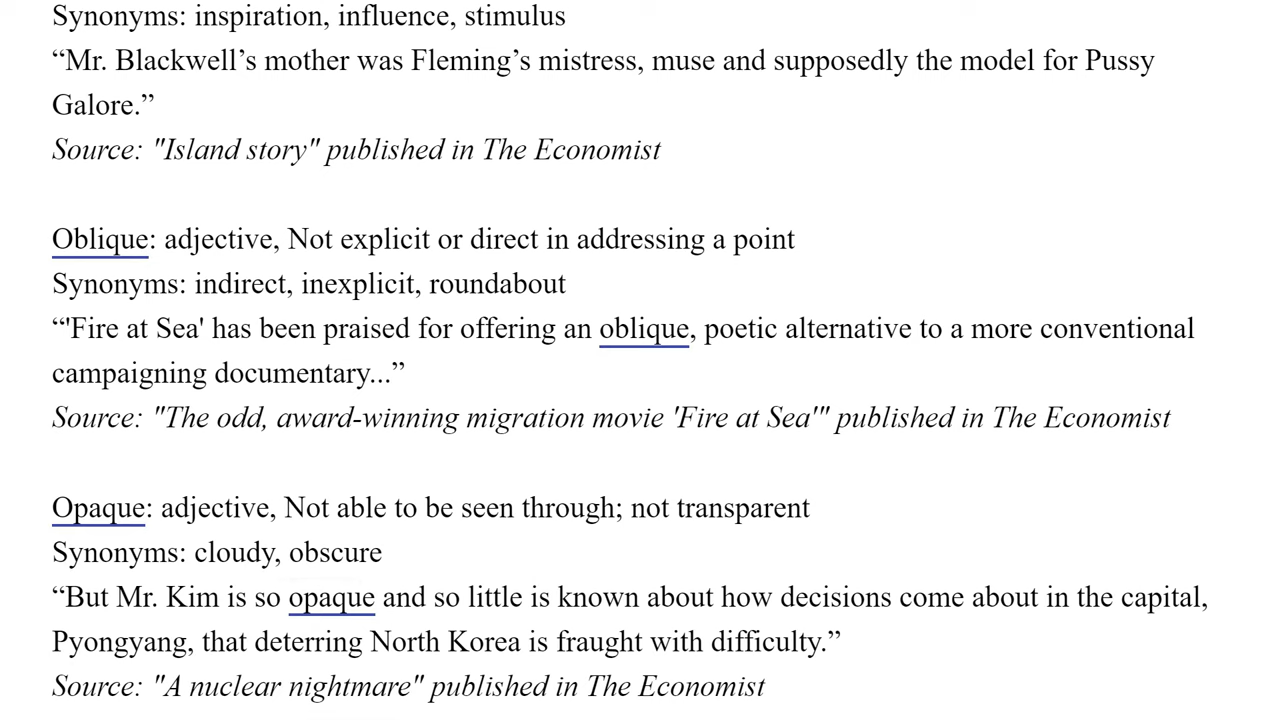 Synonyms: inspiration, influence, stimulus
“Mr. Blackwell’s mother was Fleming’s mistress, muse and supposedly the model for Pussy
Galore.”
Source: "Island story" published in The Economist
Oblique: adjective, Not explicit or direct in addressing a point
Synonyms: indirect, inexplicit, roundabout
“'Fire at Sea' has been praised for offering an oblique, poetic alternative to a more conventional
campaigning documentary...”
Source: "The odd, award-winning migration movie 'Fire at Sea'" published in The Economist
Opaque: adjective, Not able to be seen through; not transparent
Synonyms: cloudy, obscure
“But Mr. Kim is so opaque and so little is known about how decisions come about in the capital,
Pyongyang, that deterring North Korea is fraught with difficulty.”
Source: "A nuclear nightmare" published in The Economist